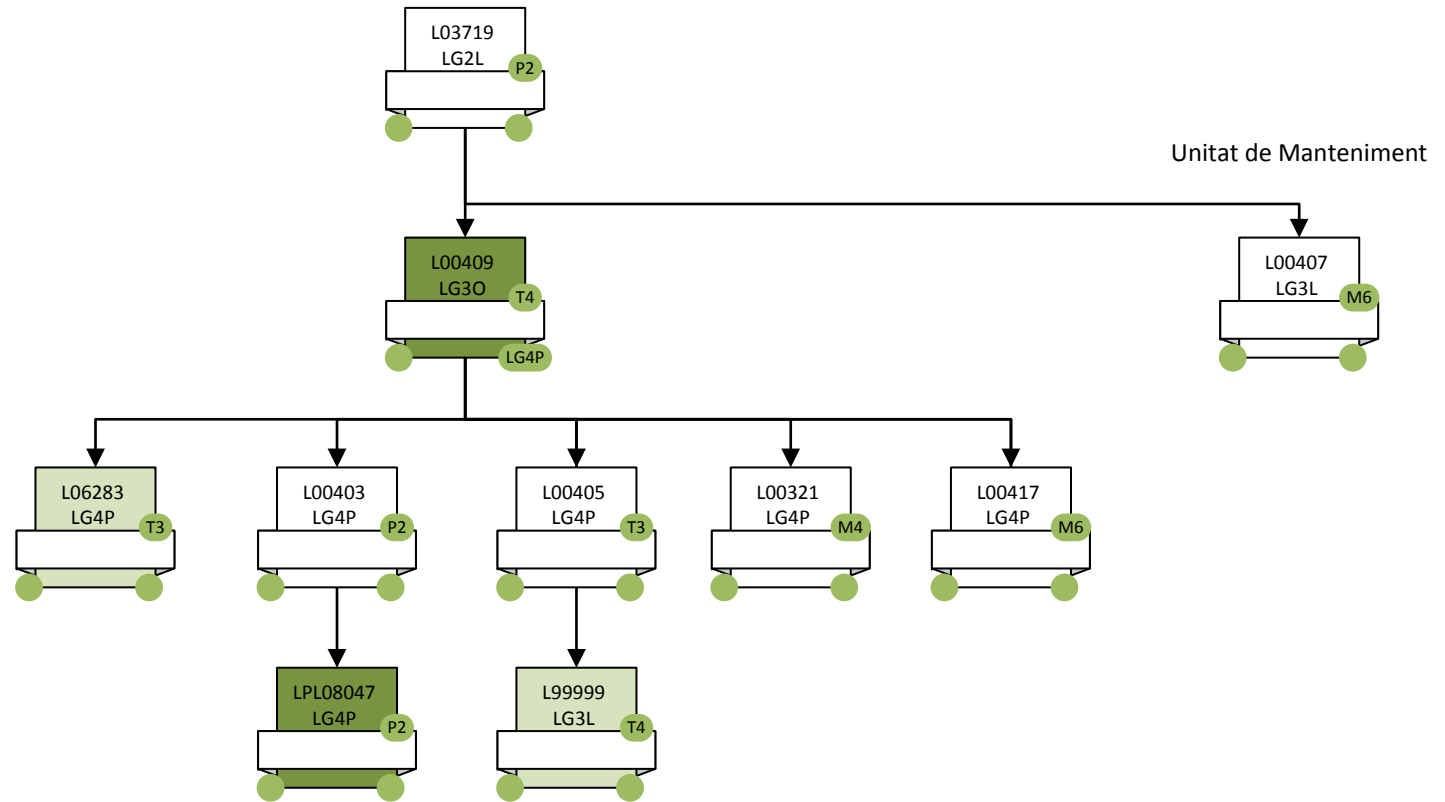 L03719
LG2L
P2
Unitat de Manteniment
L00409
LG3O
T4
LG4P
L00407
LG3L
M6
L06283
LG4P
T3
L00403
LG4P
P2
L00405
LG4P
T3
L00321
LG4P
M4
L00417
LG4P
M6
LPL08047
LG4P
P2
L99999
LG3L
T4